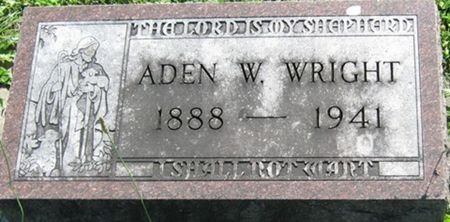 THE LORD IS MY SHEPHERD
ADEN W. WRIGHT
1888 — 1941
I SHALL NOT WANT